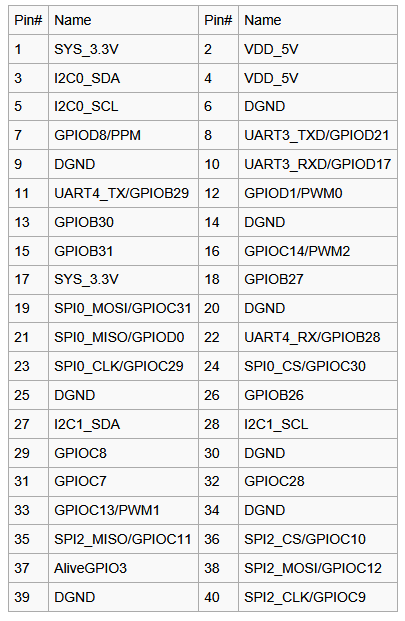 Pin# Name Pin# Name
1 SYS_3.3V 2 VDD_5V
3 I2C0_SDA 4 VDD_5V
5 I2C0_SCL 6 DGND
7 GPIOD8/PPM 8 UART3_TXD/GPIOD21
9 DGND 10 UART3_RXD/GPIOD17
11 UART4_TX/GPIOB29 12 GPIOD1/PWM0
13 GPIOB30 14 DGND
15 GPIOB31 16 GPIOC14/PWM2
17 SYS_3.3V 18 GPIOB27
19 SPI0_MOSI/GPIOC31 20 DGND
21 SPI0_MISO/GPIOD0 22 UART4_RX/GPIOB28
23 SPI0_CLK/GPIOC29 24 SPI0_CS/GPIOC30
25 DGND 26 GPIOB26
27 I2C1_SDA 28 I2C1_SCL
29 GPIOC8 30 DGND
31 GPIOC7 32 GPIOC28
33 GPIOC13/PWM1 34 DGND
35 SPI2_MISO/GPIOC11 36 SPI2_CS/GPIOC10
37 AliveGPIO3 38 SPI2_MOSI/GPIOC12
39 DGND 40 SPI2_CLK/GPIOC9